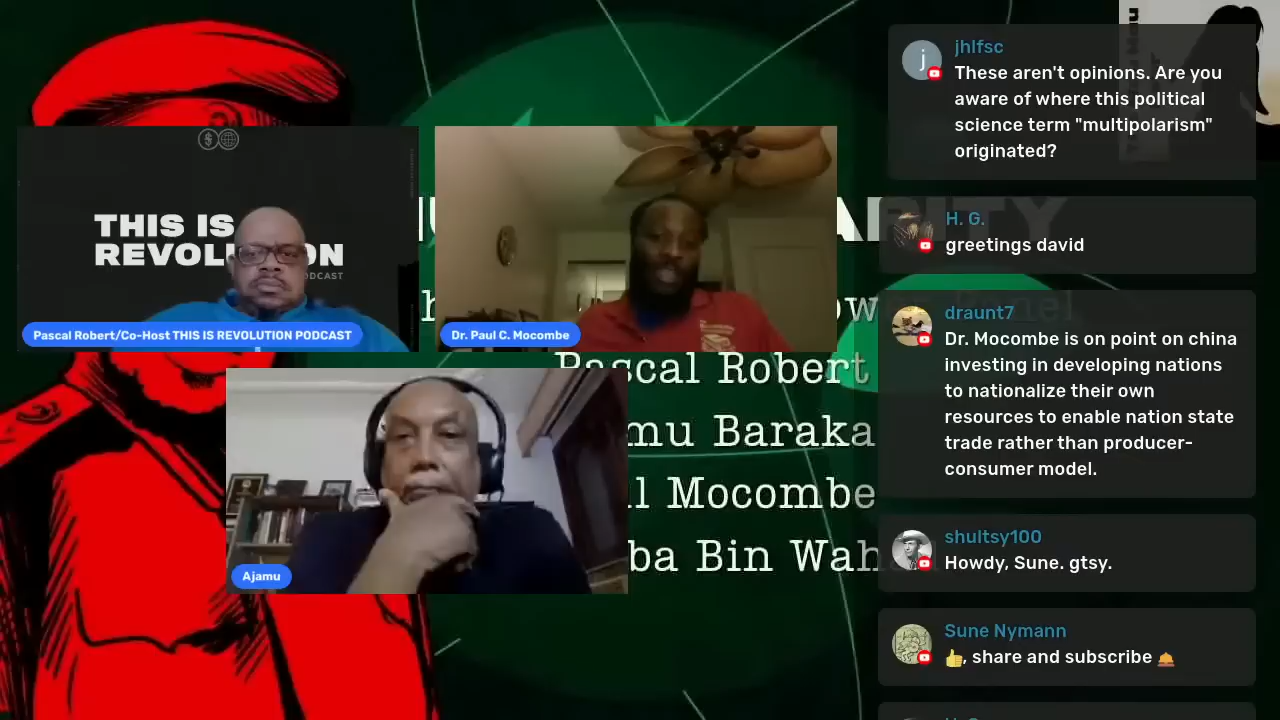 THIS IS
REVOLUTION
PODCAST
Pascal Robert/Co-Host THIS IS REVOLUTION PODCAST
Dr. Paul C. Mocombe
Ajamu
ARITY
Pascal Robert
mu Baraka
l Mocombe
ba Bin Wah
j
jhlfsc
These aren't opinions. Are you
aware of where this political
science term "multipolarism"
originated?
H. G.
greetings david
draunt7
Dr. Mocombe is on point on china
investing in developing nations
to nationalize their own
resources to enable nation state
trade rather than producer-
consumer model.
shultsy100
Howdy, Sune. gtsy.
Sune Nymann
👍, share and subscribe 🛎️